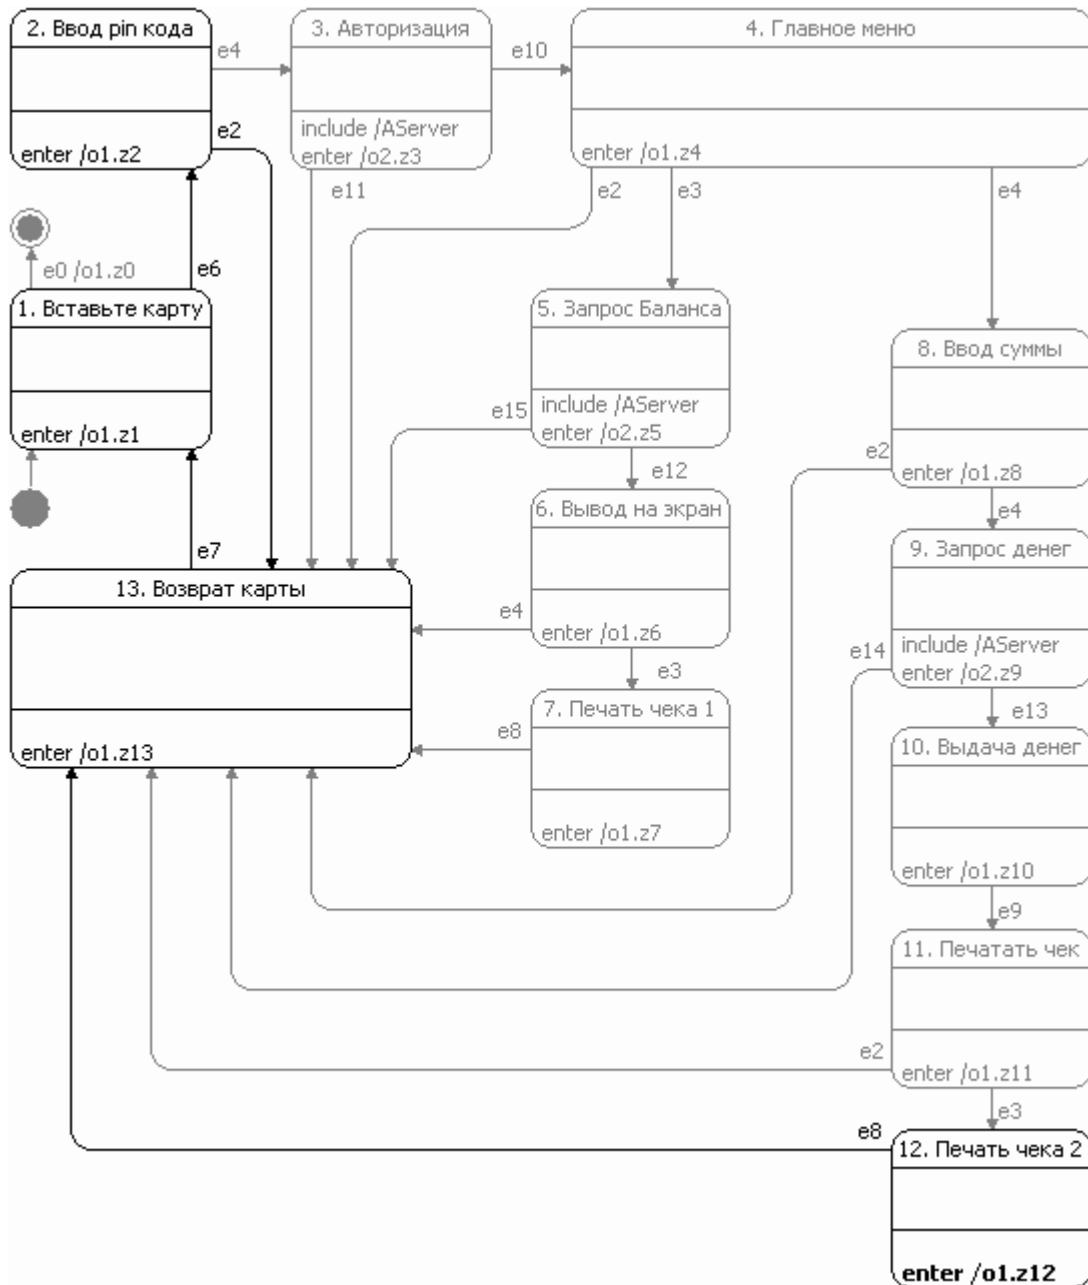 2. Ввод pin кода
enter /o1.z2
e4
e2
3. Авторизация
include /AServer
enter /o2.z3
e10
e11
4. Главное меню
enter /o1.z4
e2
e3
e4
e0 /o1.z0
e6
1. Вставьте карту
enter /o1.z1
e7
5. Запрос Баланса
include /AServer
enter /o2.z5
e15
e12
8. Ввод суммы
enter /o1.z8
e2
e4
6. Вывод на экран
enter /o1.z6
e4
e3
9. Запрос денег
include /AServer
enter /o2.z9
e14
e13
13. Возврат карты
enter /o1.z13
7. Печать чека 1
enter /o1.z7
e8
10. Выдача денег
enter /o1.z10
e9
11. Печатать чек
enter /o1.z11
e2
e3
e8
12. Печать чека 2
enter /o1.z12